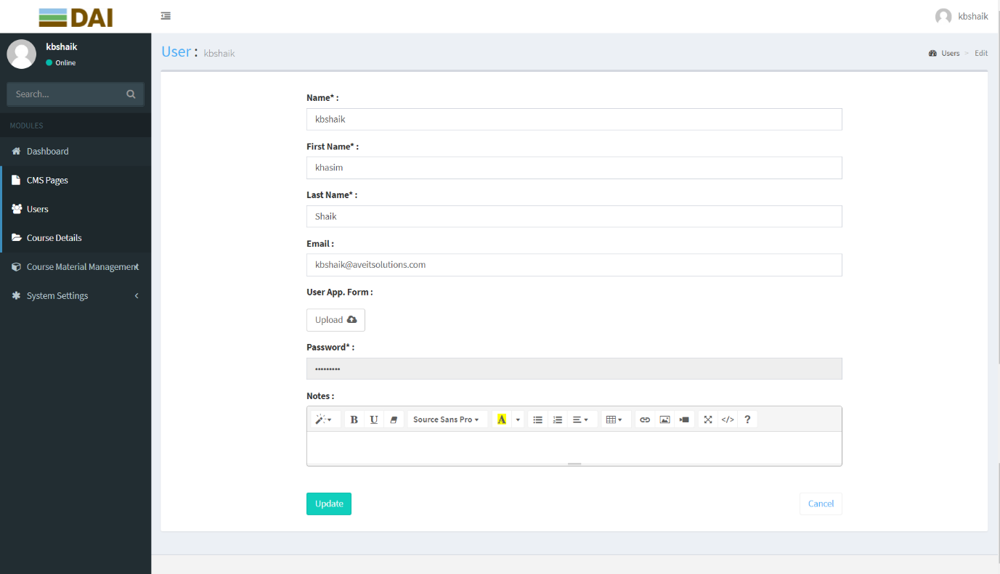 DAI
kbshaik
kbshaik
Online
Search...
MODULES
Dashboard
CMS Pages
Users
Course Details
Course Material Management
System Settings
User : kbshaik
Users > Edit
Name* :
kbshaik
First Name* :
khasim
Last Name* :
Shaik
Email :
kbshaik@aveitsolutions.com
User App. Form :
Upload
Password* :
•••••••••
Notes :
B U Source Sans Pro A </> ?
Update
Cancel